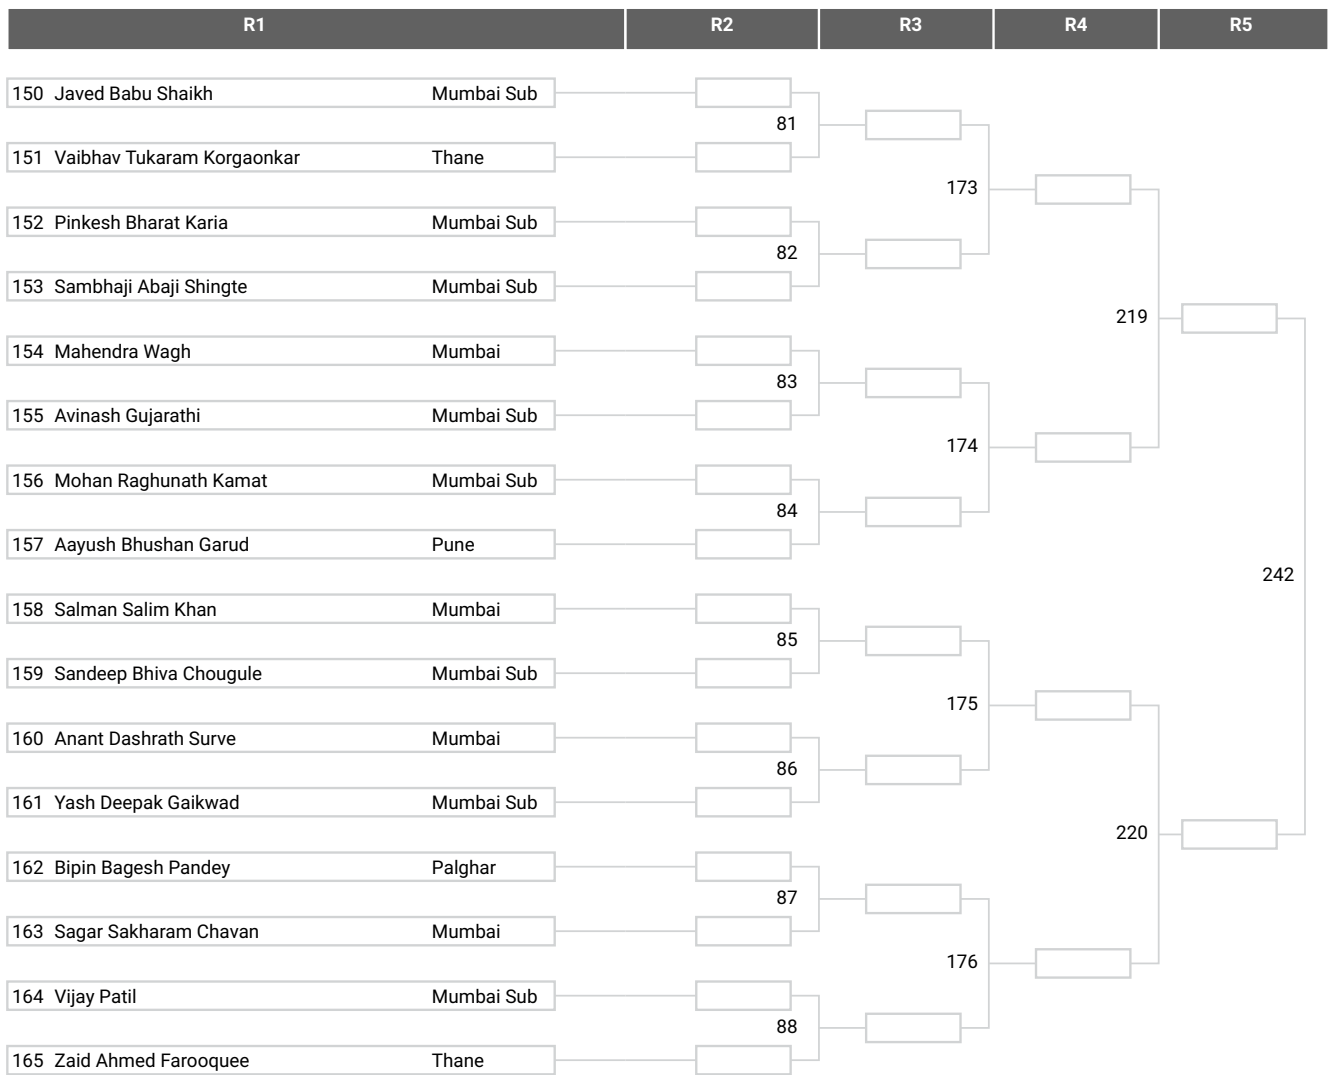 R1 R2 R3 R4 R5
150 Javed Babu Shaikh Mumbai Sub
81
151 Vaibhav Tukaram Korgaonkar Thane
173
152 Pinkesh Bharat Karia Mumbai Sub
82
153 Sambhaji Abaji Shingte Mumbai Sub
219
154 Mahendra Wagh Mumbai
83
155 Avinash Gujarathi Mumbai Sub
174
156 Mohan Raghunath Kamat Mumbai Sub
84
157 Aayush Bhushan Garud Pune
242
158 Salman Salim Khan Mumbai
85
159 Sandeep Bhiva Chougule Mumbai Sub
175
160 Anant Dashrath Surve Mumbai
86
161 Yash Deepak Gaikwad Mumbai Sub
220
162 Bipin Bagesh Pandey Palghar
87
163 Sagar Sakharam Chavan Mumbai
176
164 Vijay Patil Mumbai Sub
88
165 Zaid Ahmed Farooquee Thane